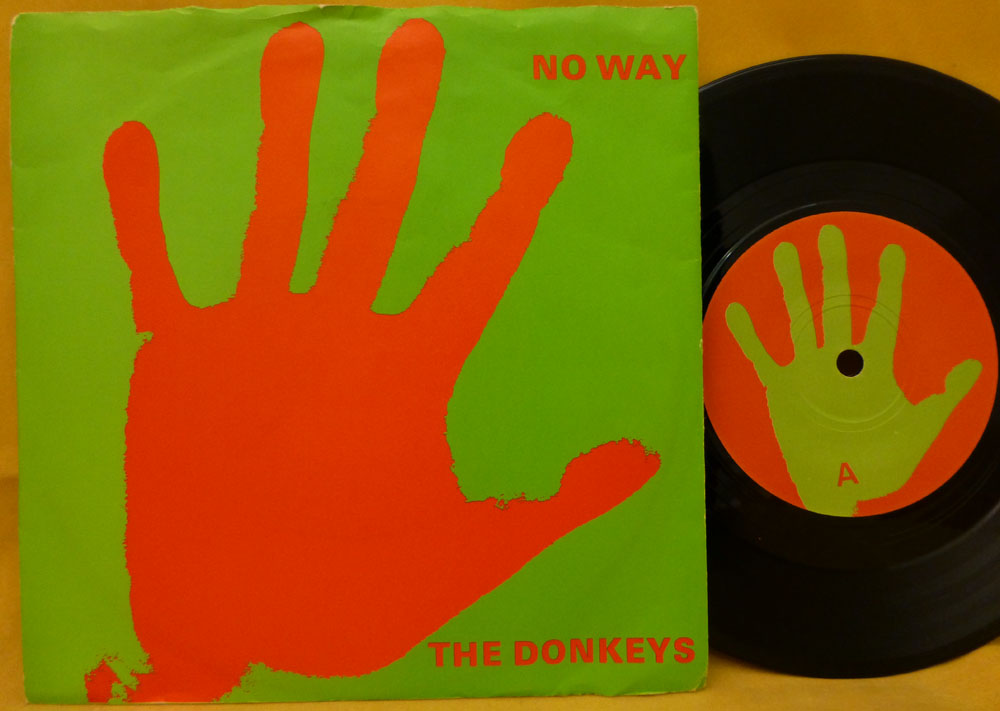 NO WAY
THE DONKEYS
A